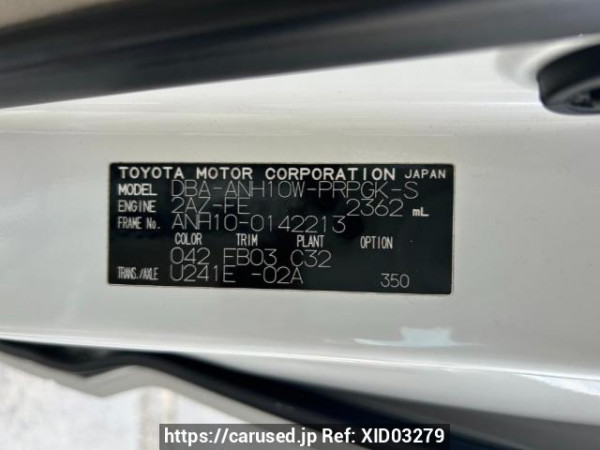 TOYOTA MOTOR CORPORATION JAPAN
MODEL DBA-ANH10W-PRPGK-S
ENGINE 2AZ-FE 2362 mL
FRAME No. ANH10-0142213
COLOR TRIM PLANT OPTION
042 EB03 C32
TRANS./AXLE U241E -02A 350
https://carused.jp Ref: XID03279